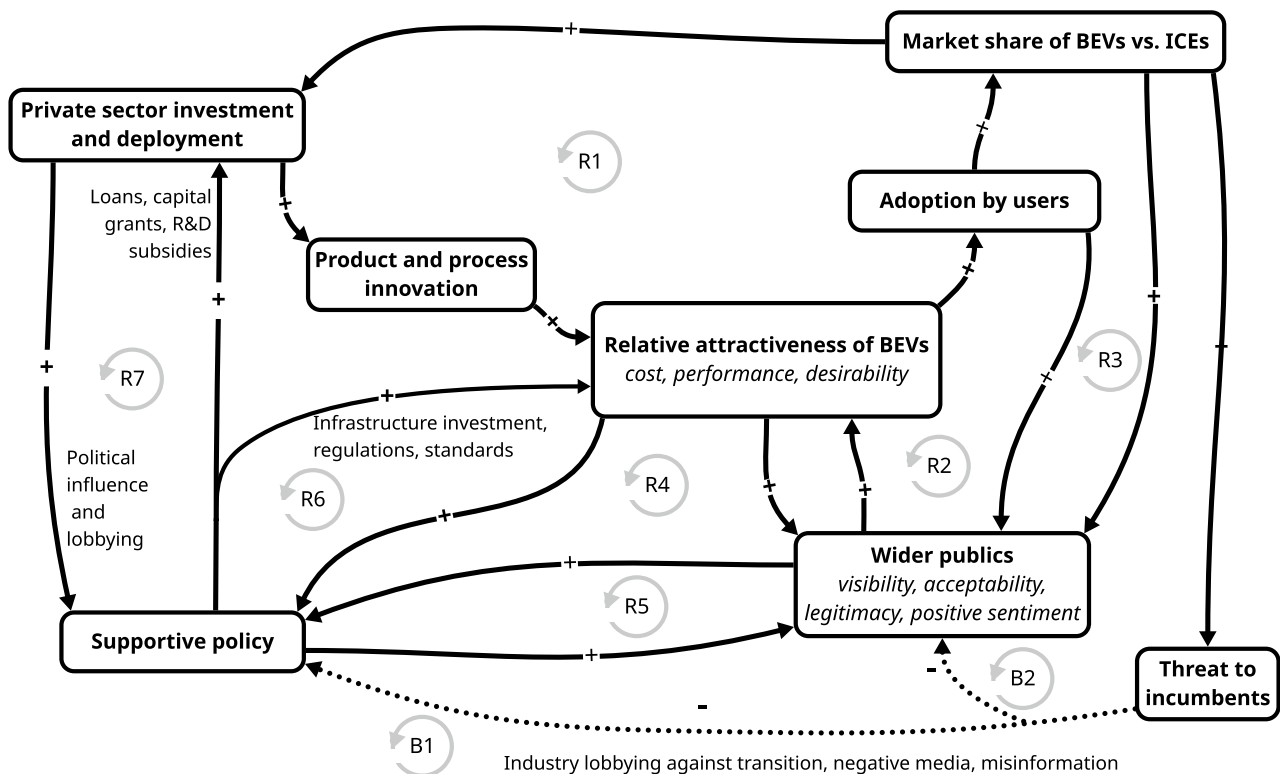 +
Market share of BEVs vs. ICEs
Private sector investment
and deployment
+
R1
Loans, capital
grants, R&D
subsidies
+
Adoption by users
Product and process
innovation
+
+
+
+
Relative attractiveness of BEVs
cost, performance, desirability
+
+
R3
R7
+
+
+
Infrastructure investment,
regulations, standards
Political
influence
and
lobbying
R6
R4
R2
+
+
+
+
Wider publics
visibility, acceptability,
legitimacy, positive sentiment
R5
Supportive policy
+
-
B2
Threat to
incumbents
-
B1
Industry lobbying against transition, negative media, misinformation